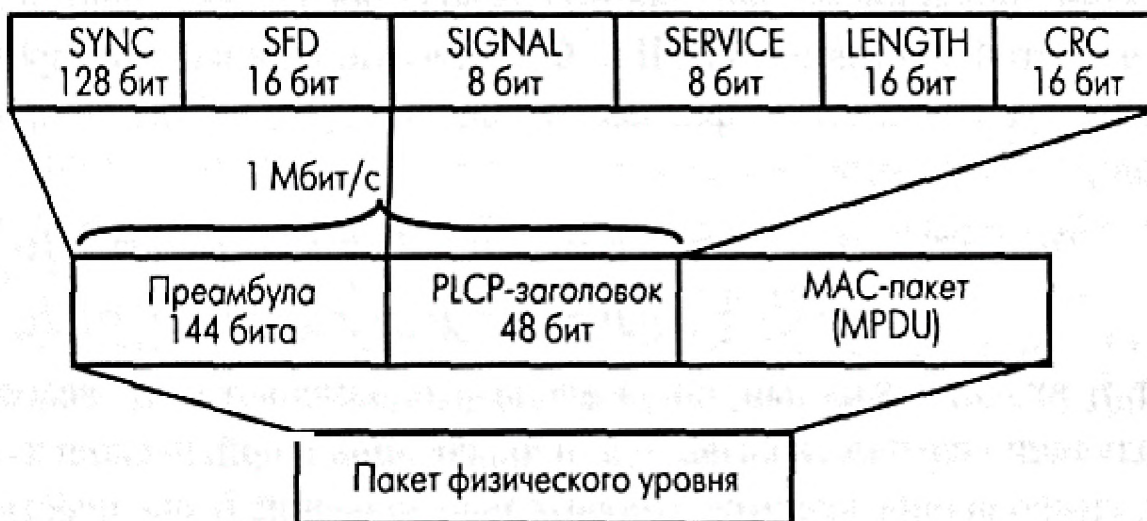 SYNC
128 бит
SFD
16 бит
SIGNAL
8 бит
SERVICE
8 бит
LENGTH
16 бит
CRC
16 бит
1 Мбит/с
Преамбула
144 бита
PLCP-заголовок
48 бит
MAC-пакет
(MPDU)
Пакет физического уровня